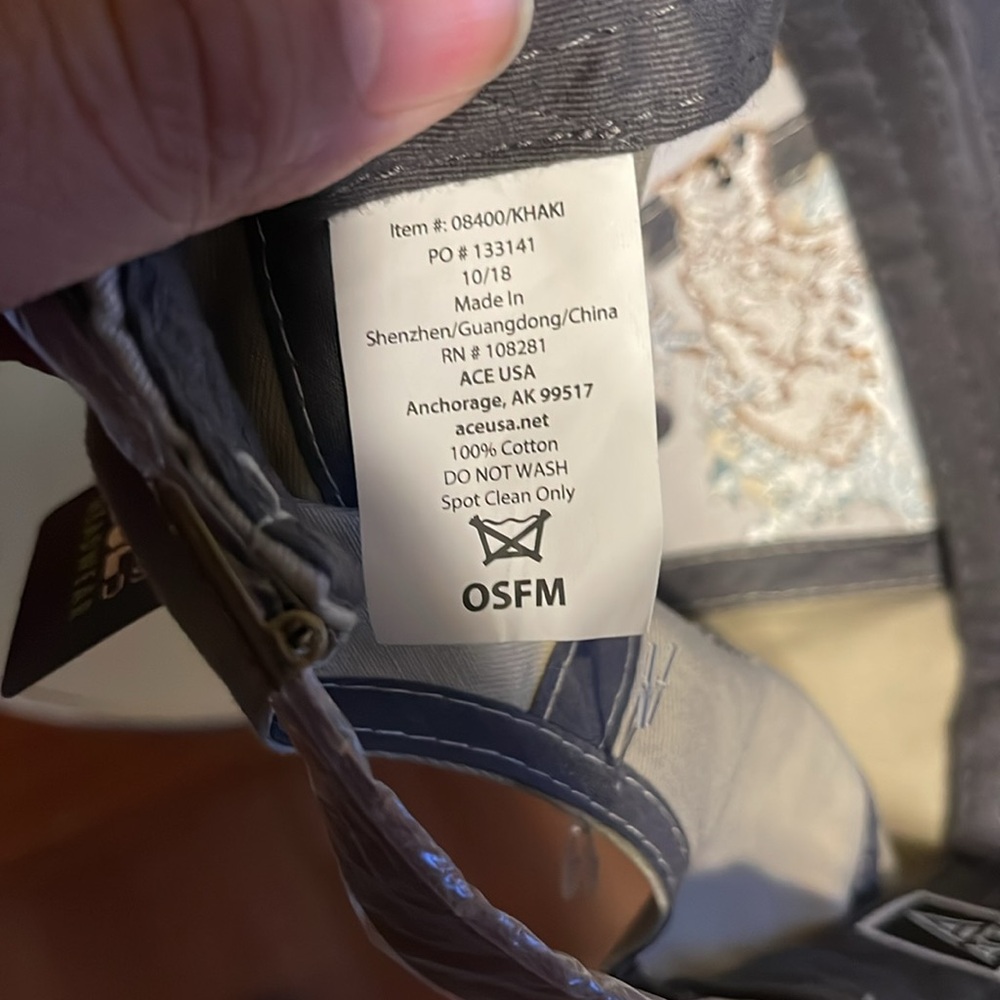 Item #: 08400/KHAKI
PO # 133141
10/18
Made In
Shenzhen/Guangdong/China
RN # 108281
ACE USA
Anchorage, AK 99517
aceusa.net
100% Cotton
DO NOT WASH
Spot Clean Only
OSFM